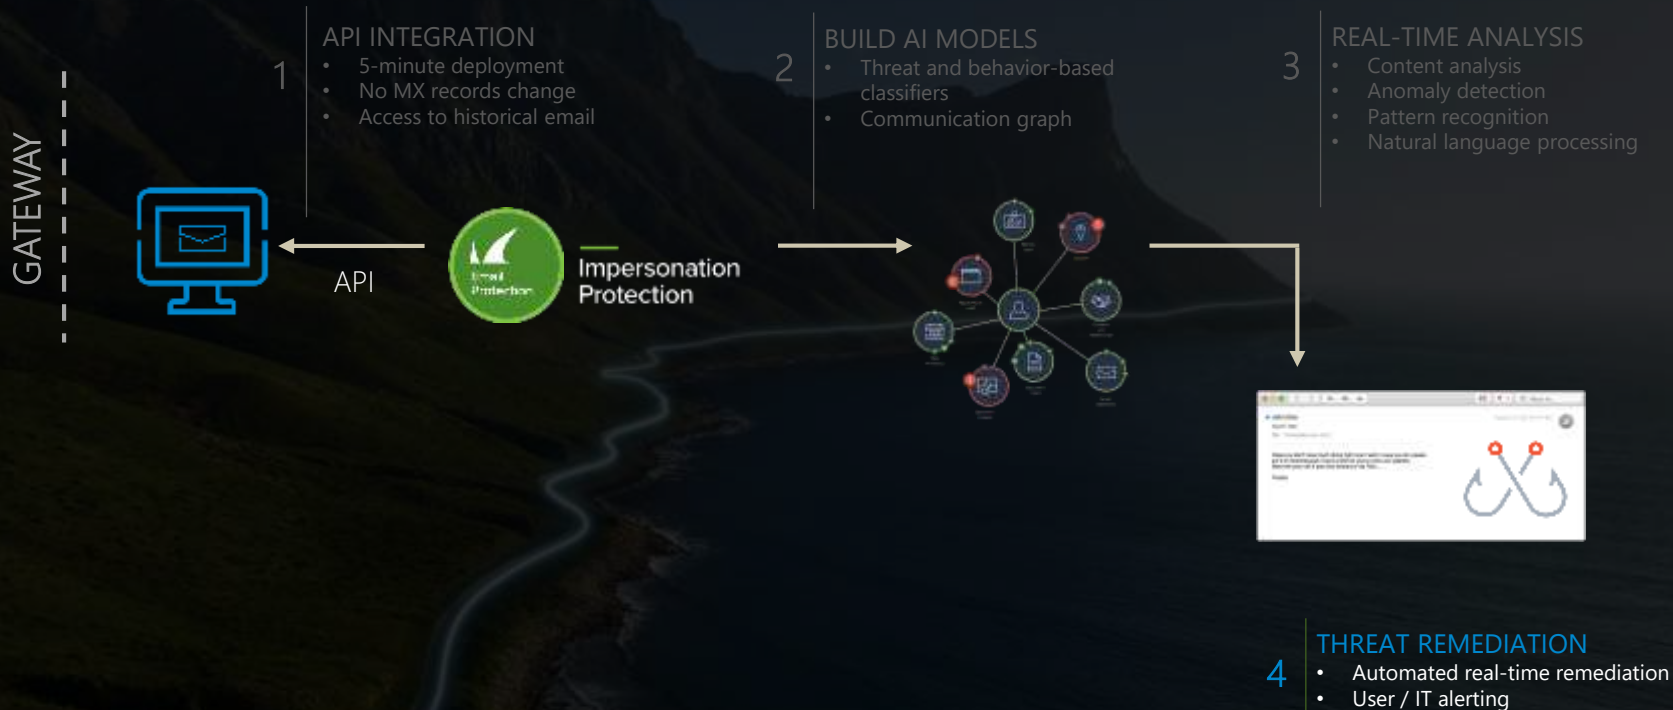 GATEWAY
1
API INTEGRATION
• 5-minute deployment
• No MX records change
• Access to historical email
2
BUILD AI MODELS
• Threat and behavior-based
classifiers
• Communication graph
3
REAL-TIME ANALYSIS
• Content analysis
• Anomaly detection
• Pattern recognition
• Natural language processing
API
Email
Protection
Impersonation
Protection
4
THREAT REMEDIATION
• Automated real-time remediation
• User / IT alerting